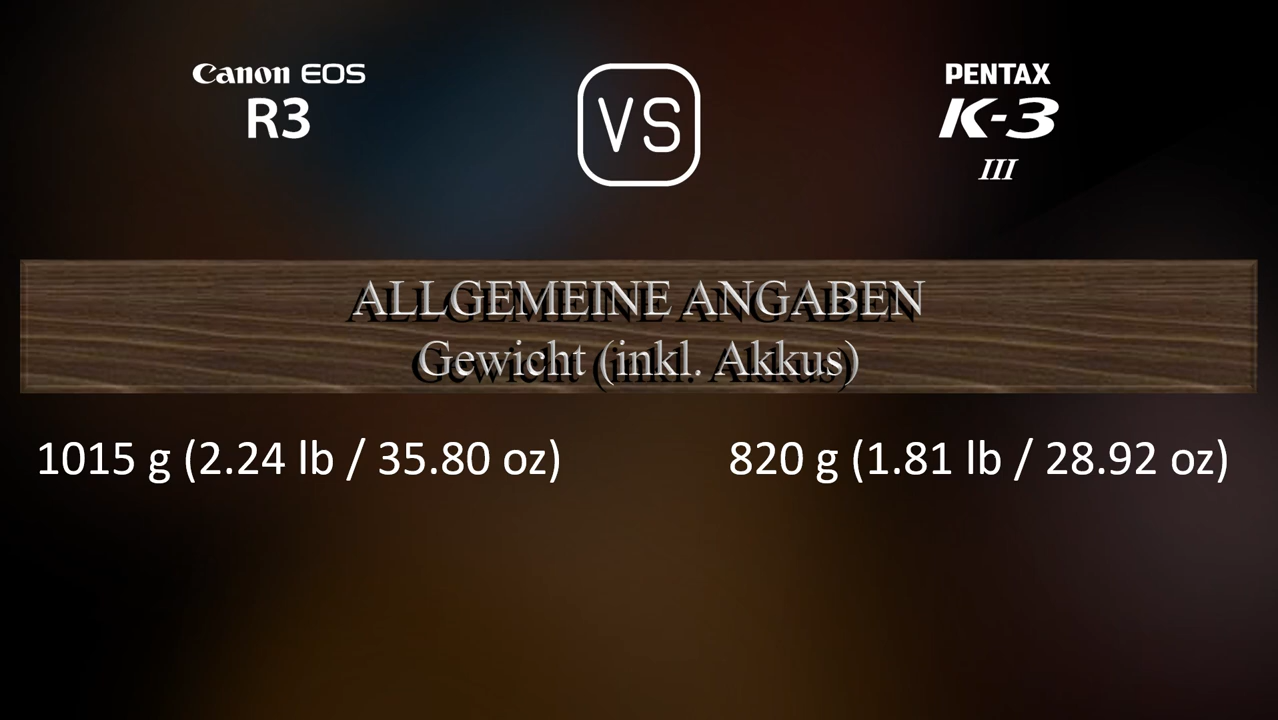 Canon EOS
R3
VS
PENTAX
K-3
III
ALLGEMEINE ANGABEN
Gewicht (inkl. Akkus)
1015 g (2.24 lb / 35.80 oz)
820 g (1.81 lb / 28.92 oz)